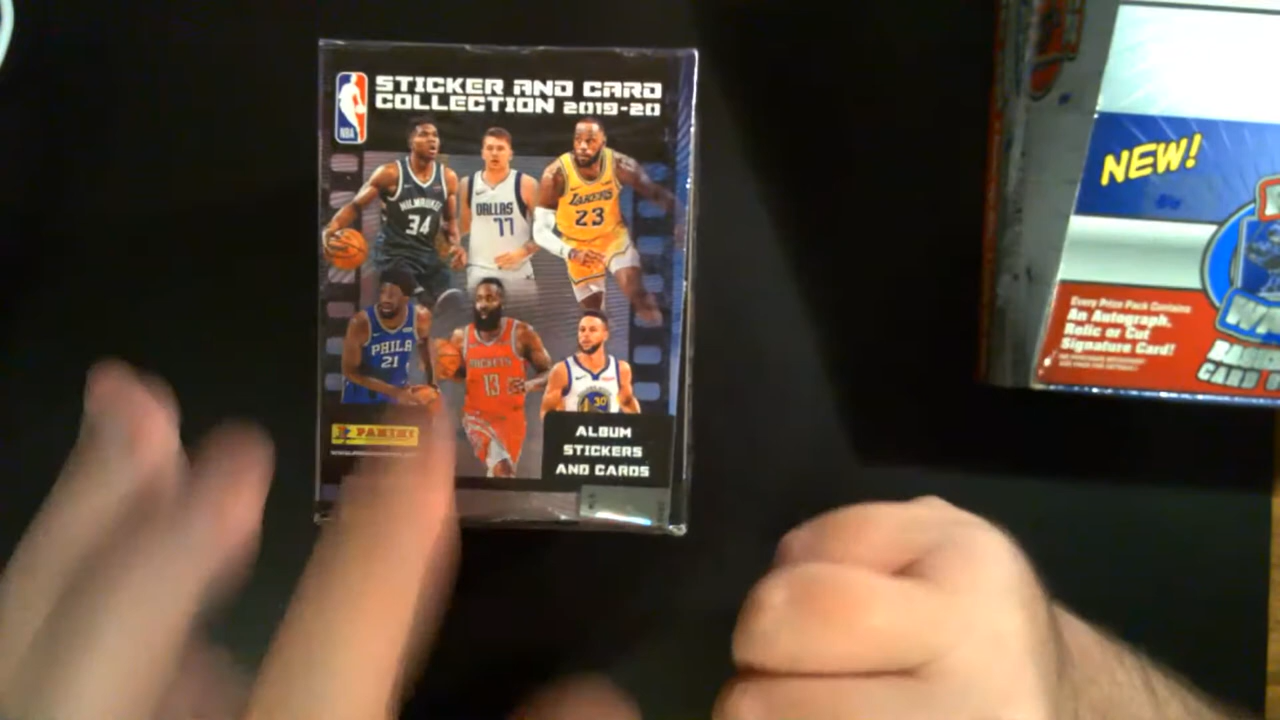 STICKER AND CARD
COLLECTION 2019-20
NBA
MILWAUKEE
34
DALLAS
77
LAKERS
23
PHILA
21
ROCKETS
13
30
PANINI
ALBUM
STICKERS
AND CARDS
NEW!
Every Prize Pack Contains
An Autograph,
Relic or Cut
Signature Card!